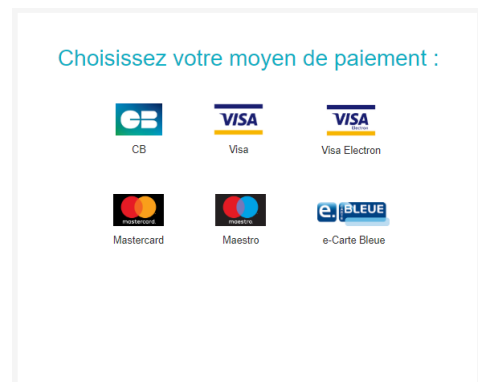 Choisissez votre moyen de paiement :
CB VISA VISA
Electron
CB Visa Visa Electron
mastercard. maestro. e. BLEUE
Mastercard Maestro e-Carte Bleue